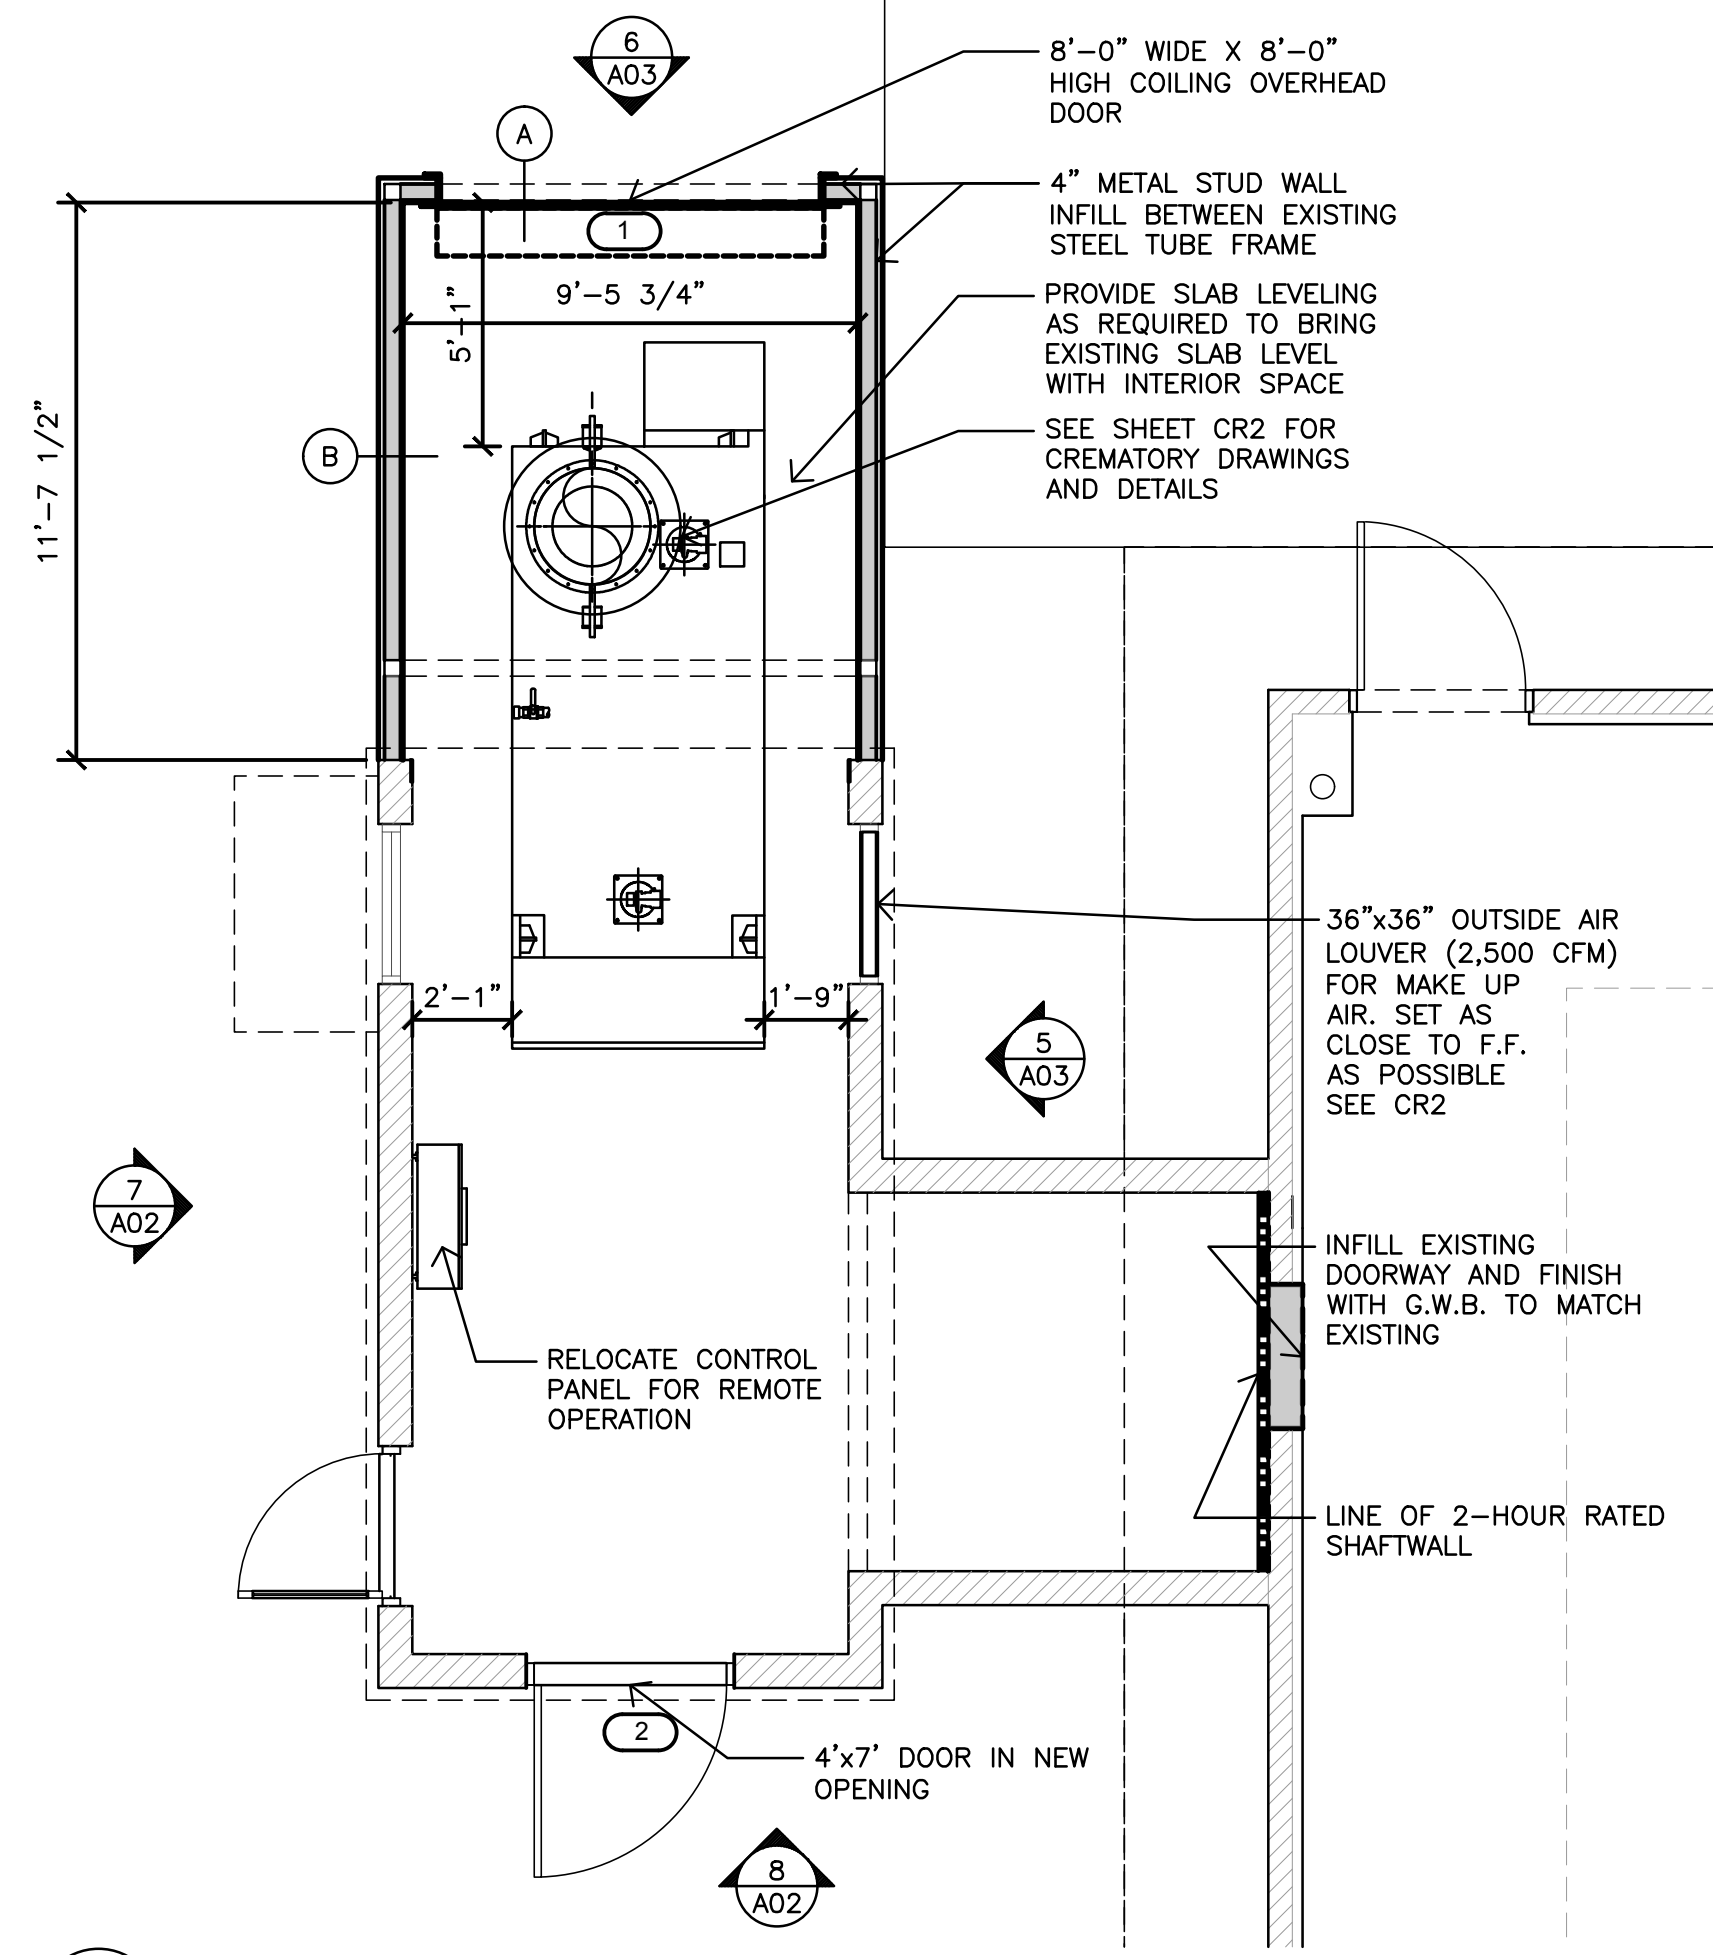 6
A03
8'-0" WIDE X 8'-0"
HIGH COILING OVERHEAD
DOOR
A
4" METAL STUD WALL
INFILL BETWEEN EXISTING
STEEL TUBE FRAME
1
9'-5 3/4"
5'-1"
PROVIDE SLAB LEVELING
AS REQUIRED TO BRING
EXISTING SLAB LEVEL
WITH INTERIOR SPACE
11'-7 1/2"
B
SEE SHEET CR2 FOR
CREMATORY DRAWINGS
AND DETAILS
36"x36" OUTSIDE AIR
LOUVER (2,500 CFM)
FOR MAKE UP
AIR. SET AS
CLOSE TO F.F.
AS POSSIBLE
SEE CR2
2'-1"
1'-9"
5
A03
7
A02
INFILL EXISTING
DOORWAY AND FINISH
WITH G.W.B. TO MATCH
EXISTING
RELOCATE CONTROL
PANEL FOR REMOTE
OPERATION
LINE OF 2-HOUR RATED
SHAFTWALL
2
4'x7' DOOR IN NEW
OPENING
8
A02